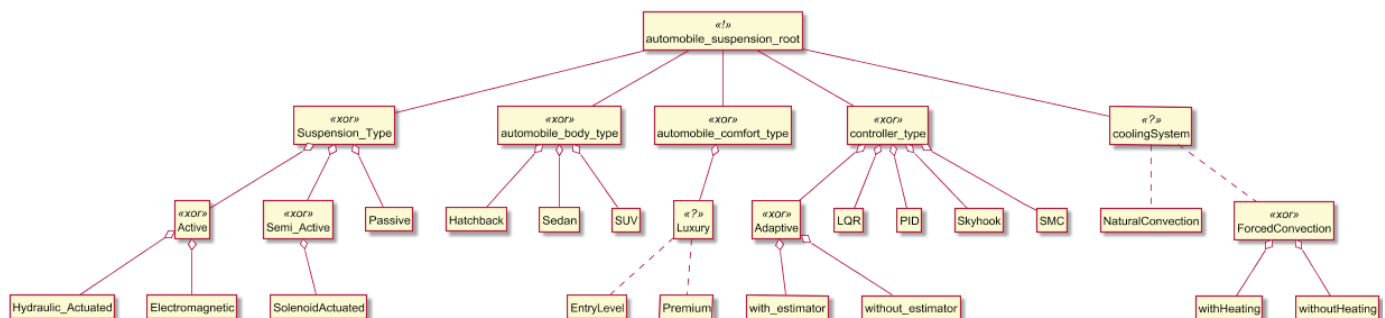 «!»
automobile_suspension_root
«xor»
Suspension_Type
«xor»
automobile_body_type
«xor»
automobile_comfort_type
«xor»
controller_type
«?»
coolingSystem
«xor»
Active
«xor»
Semi_Active
Passive
Hatchback
Sedan
SUV
«?»
Luxury
«xor»
Adaptive
LQR
PID
Skyhook
SMC
NaturalConvection
«xor»
ForcedConvection
Hydraulic_Actuated
Electromagnetic
SolenoidActuated
EntryLevel
Premium
with_estimator
without_estimator
withHeating
withoutHeating